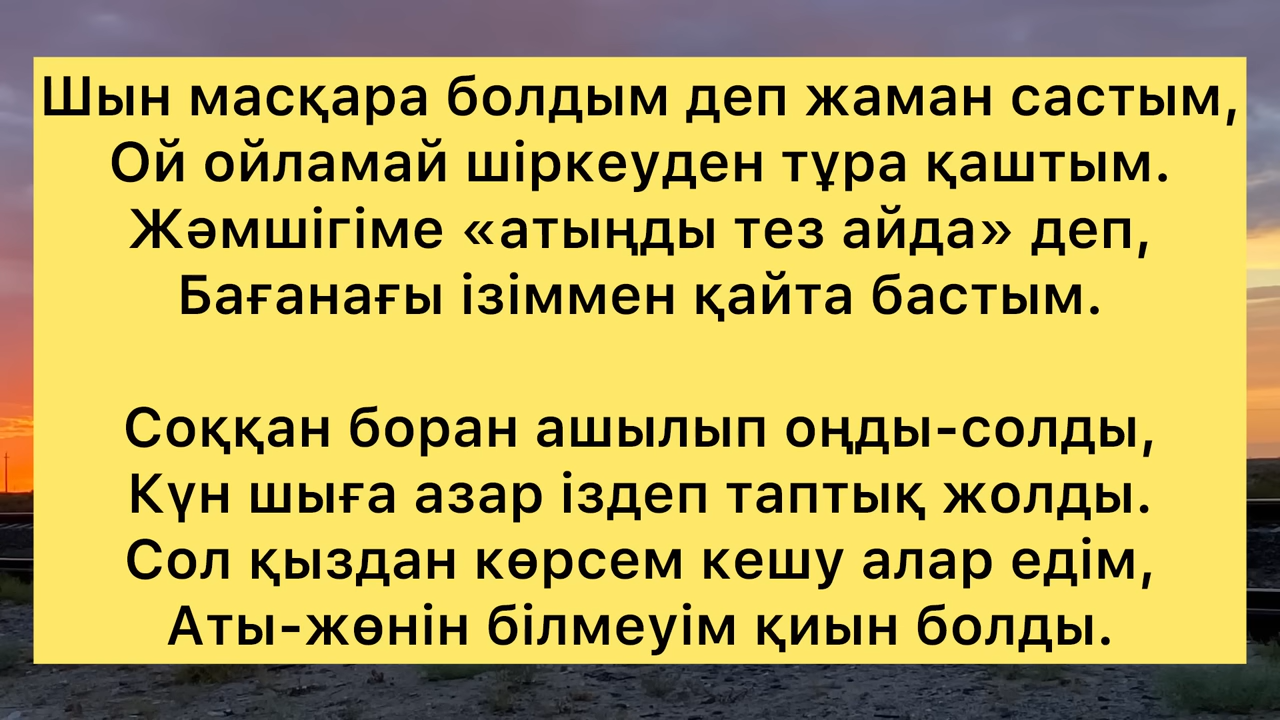 Шын масқара болдым деп жаман састым,
Ой ойламай шіркеуден тұра қаштым.
Жәмшігіме «атыңды тез айда» деп,
Бағанағы ізіммен қайта бастым.
Соққан боран ашылып оңды-солды,
Күн шыға азар іздеп таптық жолды.
Сол қыздан көрсем кешу алар едім,
Аты-жөнін білмеуім қиын болды.